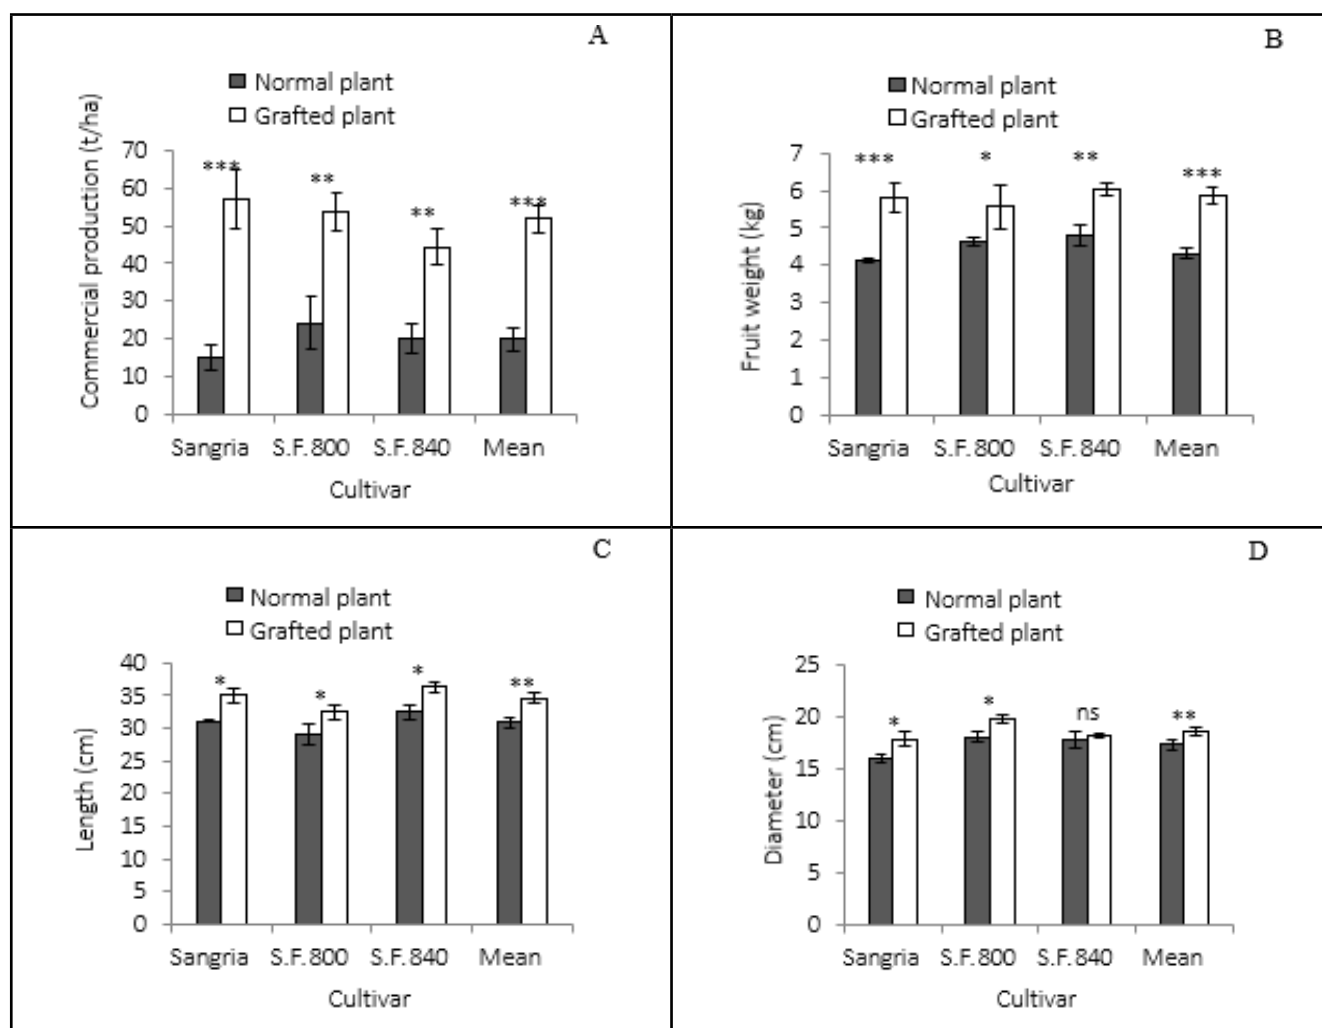 A
Normal plant
Grafted plant
Commercial production (t/ha)
70
60
50
40
30
20
10
0
***
**
**
***
Sangria S.F.800 S.F.840 Mean
Cultivar
B
Normal plant
Grafted plant
Fruit weight (kg)
7
6
5
4
3
2
1
0
***
*
**
***
Sangria S.F.800 S.F.840 Mean
Cultivar
C
Normal plant
Grafted plant
Length (cm)
40
35
30
25
20
15
10
5
0
*
*
*
**
Sangria S.F.800 S.F.840 Mean
Cultivar
D
Normal plant
Grafted plant
Diameter (cm)
25
20
15
10
5
0
*
*
ns
**
Sangria S.F.800 S.F.840 Mean
Cultivar